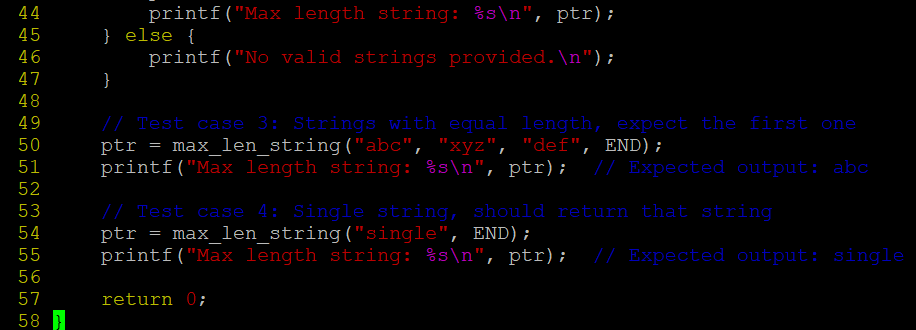 44         printf("Max length string: %s\n", ptr);
45     } else {
46         printf("No valid strings provided.\n");
47     }
48
49     // Test case 3: Strings with equal length, expect the first one
50     ptr = max_len_string("abc", "xyz", "def", END);
51     printf("Max length string: %s\n", ptr);  // Expected output: abc
52
53     // Test case 4: Single string, should return that string
54     ptr = max_len_string("single", END);
55     printf("Max length string: %s\n", ptr);  // Expected output: single
56
57     return 0;
58 }